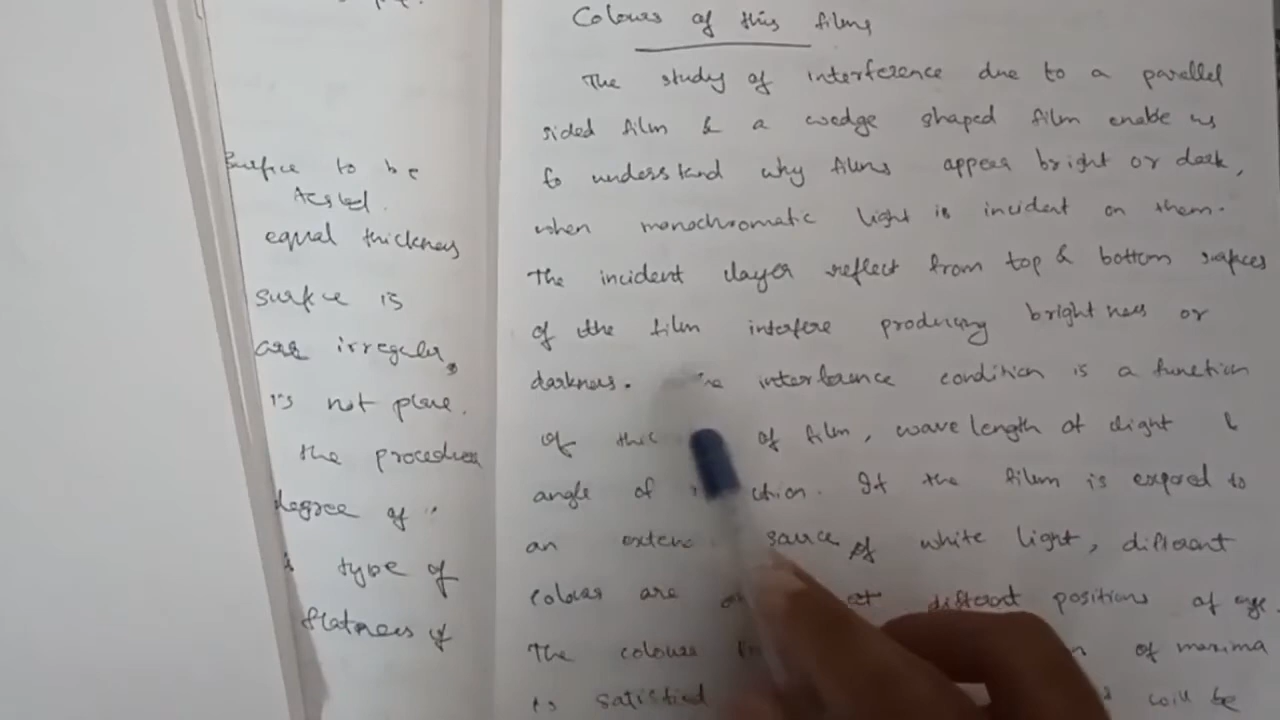 Colours of this films
The study of interference due to a parallel
sided film & a wedge shaped film enable us
to understand why films appear bright or dark,
when monochromatic light is incident on them.
The incident layer reflect from top & bottom surfaces
of the film interfere producing brightness or
darkness. interference condition is a function
of of film, wavelength of light &
angle of If the film is exposed to
an source of white light, different
colours are different positions of eye.
The colours of maxima
is satisfied will be
Surfce to be
Tested.
equal thickness
surfce is
are irregular,
is not plane.
the procedure
degree of
type of
flatness of